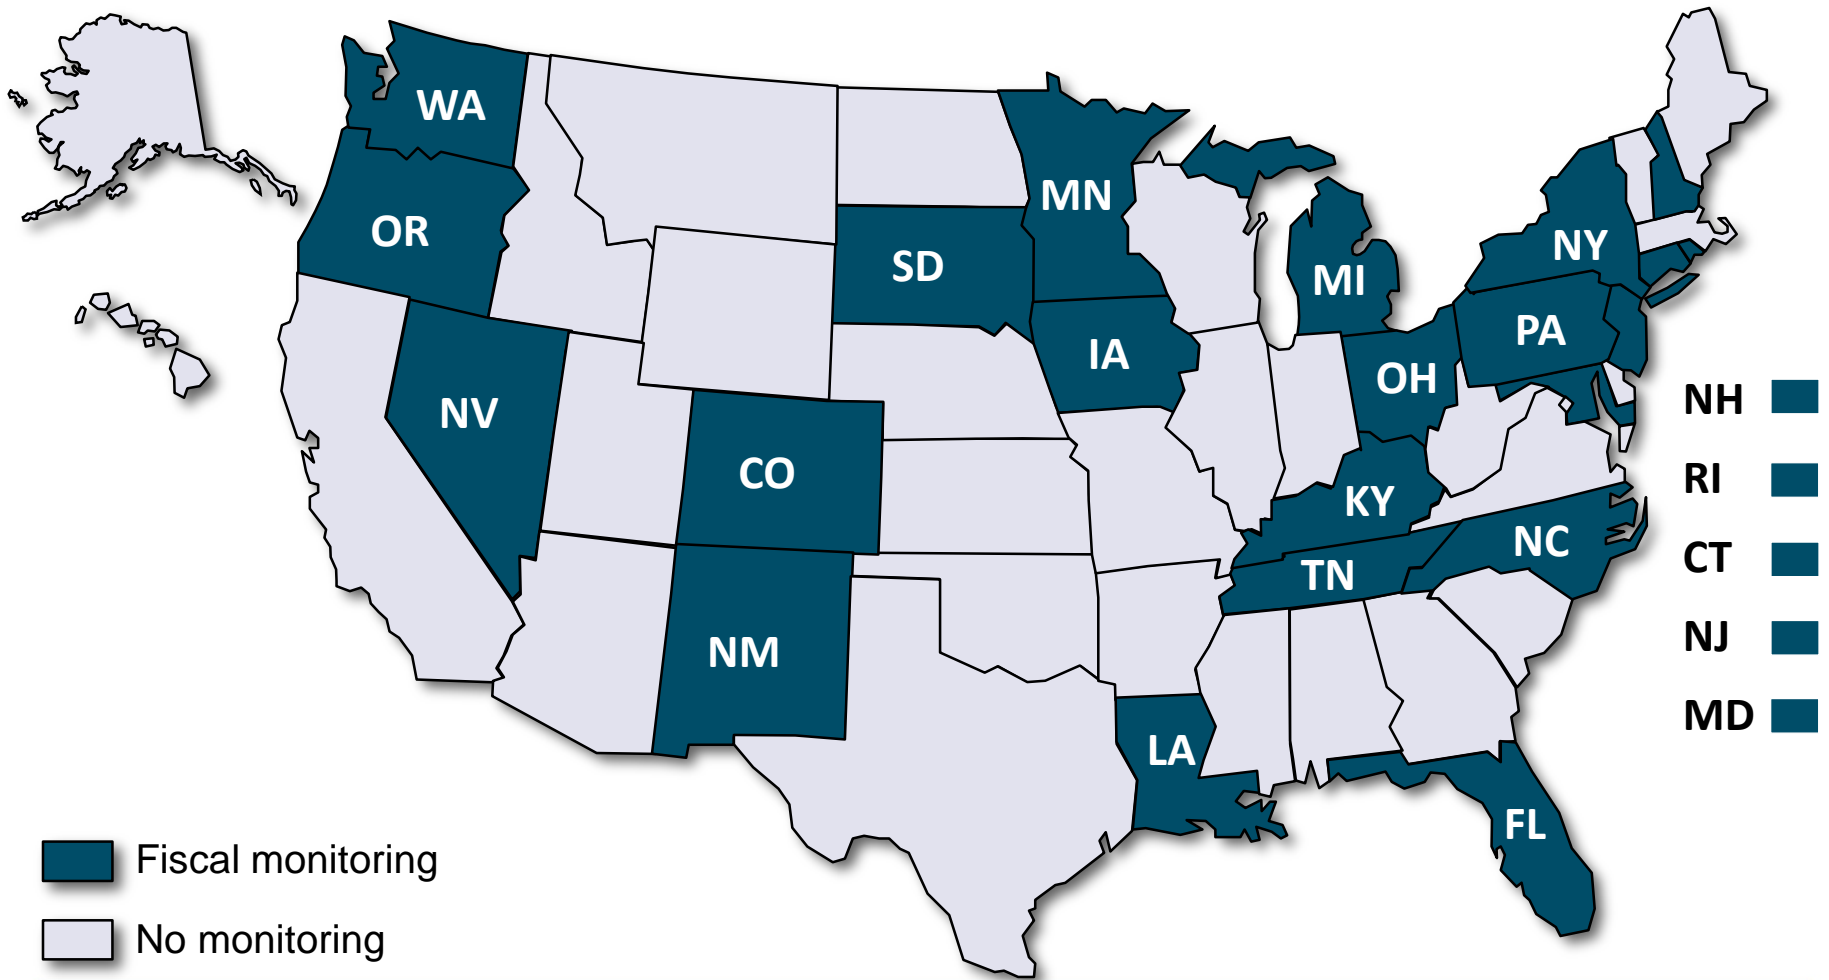 WA
MN
OR
NY
SD
MI
PA
IA
OH
NH
NV
CO
RI
KY
NC
CT
TN
NJ
NM
MD
LA
FL
Fiscal monitoring
No monitoring